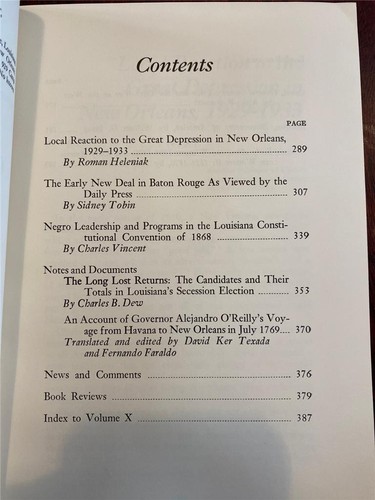 Contents
PAGE
Local Reaction to the Great Depression in New Orleans,
1929–1933 ........ 289
By Roman Heleniak
The Early New Deal in Baton Rouge As Viewed by the
Daily Press ........ 307
By Sidney Tobin
Negro Leadership and Programs in the Louisiana Consti-
tutional Convention of 1868 ........ 339
By Charles Vincent
Notes and Documents
The Long Lost Returns: The Candidates and Their
Totals in Louisiana's Secession Election ........ 353
By Charles B. Dew
An Account of Governor Alejandro O'Reilly's Voy-
age from Havana to New Orleans in July 1769.... 370
Translated and edited by David Ker Texada
and Fernando Faraldo
News and Comments ........ 376
Book Reviews ........ 379
Index to Volume X ........ 387